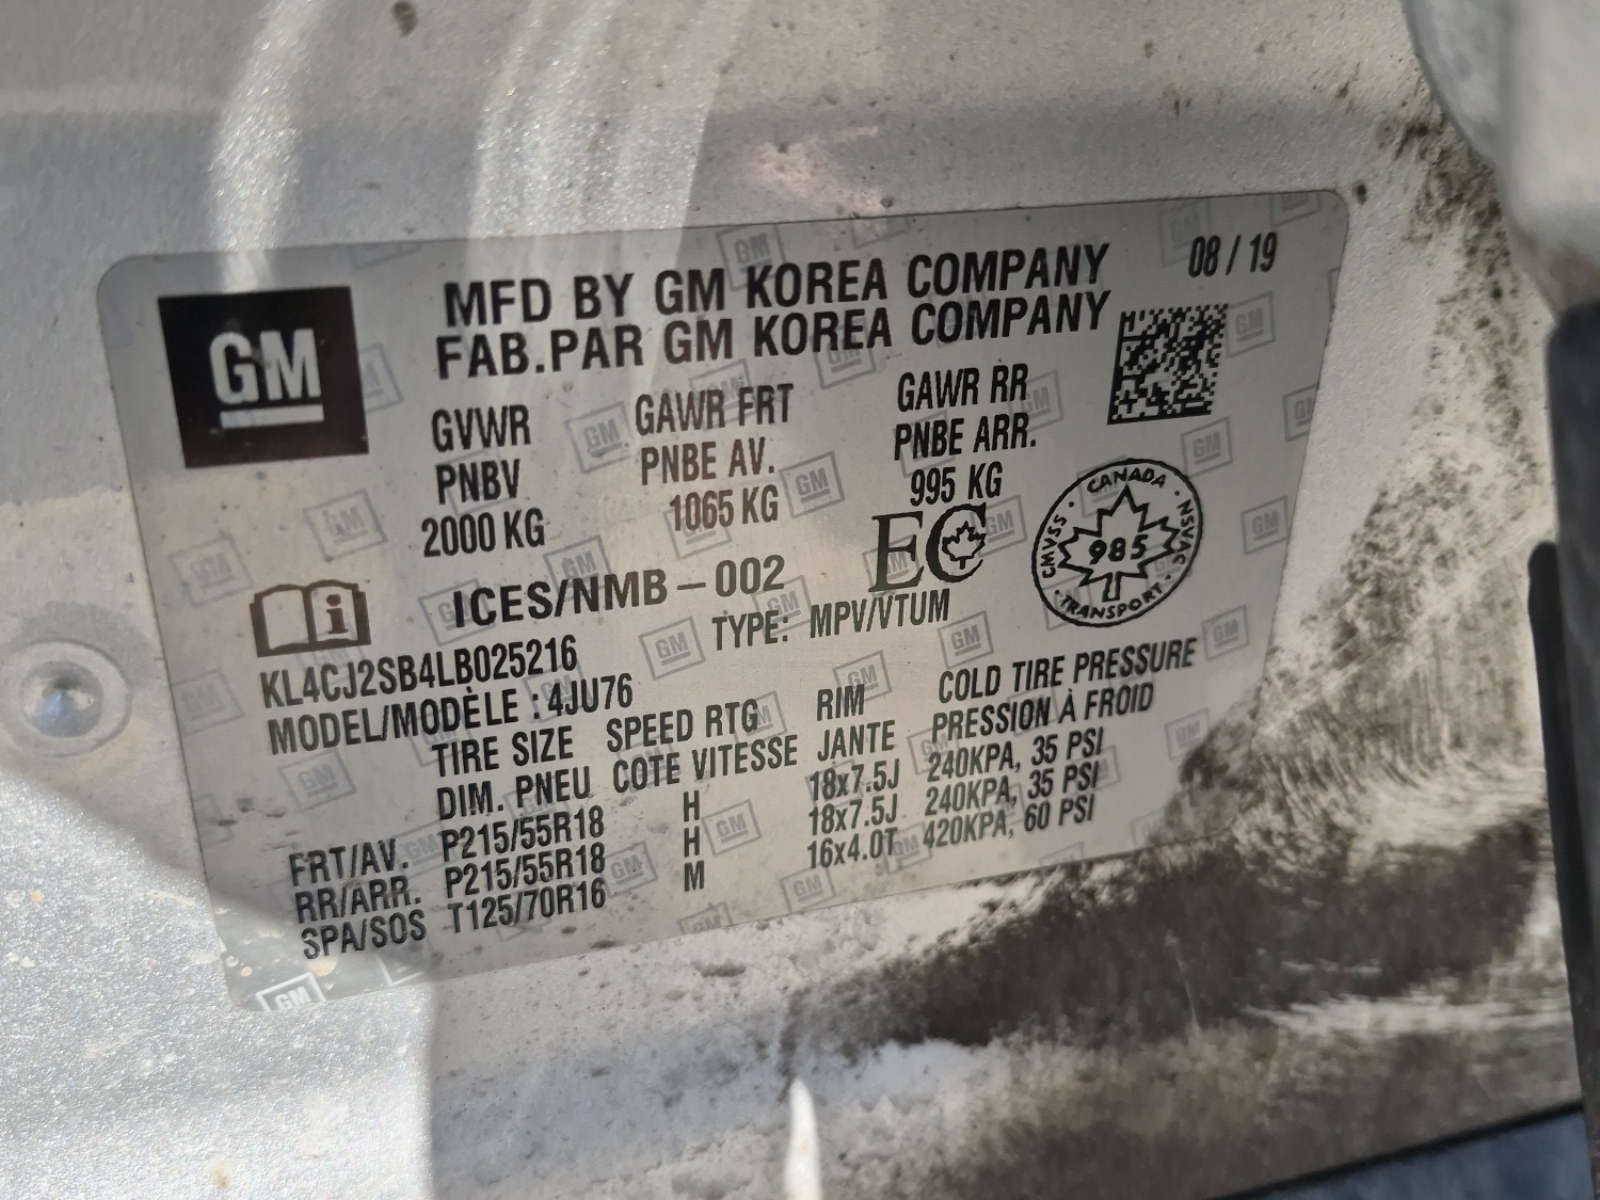 GM
MFD BY GM KOREA COMPANY
FAB.PAR GM KOREA COMPANY
08 / 19
GVWR GAWR FRT GAWR RR
PNBV PNBE AV. PNBE ARR.
2000 KG 1065 KG 995 KG
ICES/NMB-002 EC
CANADA · NSVAC · TRANSPORT · CMVSS
985
KL4CJ2SB4LB025216 TYPE: MPV/VTUM
MODEL/MODÈLE : 4JU76
TIRE SIZE SPEED RTG RIM COLD TIRE PRESSURE
DIM. PNEU COTE VITESSE JANTE PRESSION À FROID
FRT/AV. P215/55R18 H 18x7.5J 240KPA, 35 PSI
RR/ARR. P215/55R18 H 18x7.5J 240KPA, 35 PSI
SPA/SOS T125/70R16 M 16x4.0T 420KPA, 60 PSI
GM